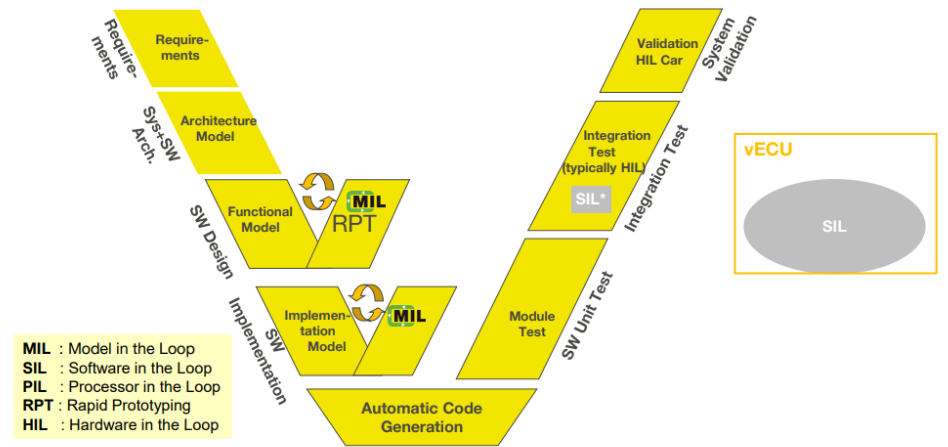 Require-
ments
Require-
ments
Sys+SW
Arch.
Architecture
Model
SW Design
Functional
Model
MIL
RPT
SW
Implementation
Implemen-
tation
Model
MIL
Automatic Code
Generation
Module
Test
SW Unit Test
Integration
Test
(typically HIL)
SIL*
Integration Test
Validation
HIL Car
System
Validation
vECU
SIL
MIL : Model in the Loop
SIL : Software in the Loop
PIL : Processor in the Loop
RPT : Rapid Prototyping
HIL : Hardware in the Loop